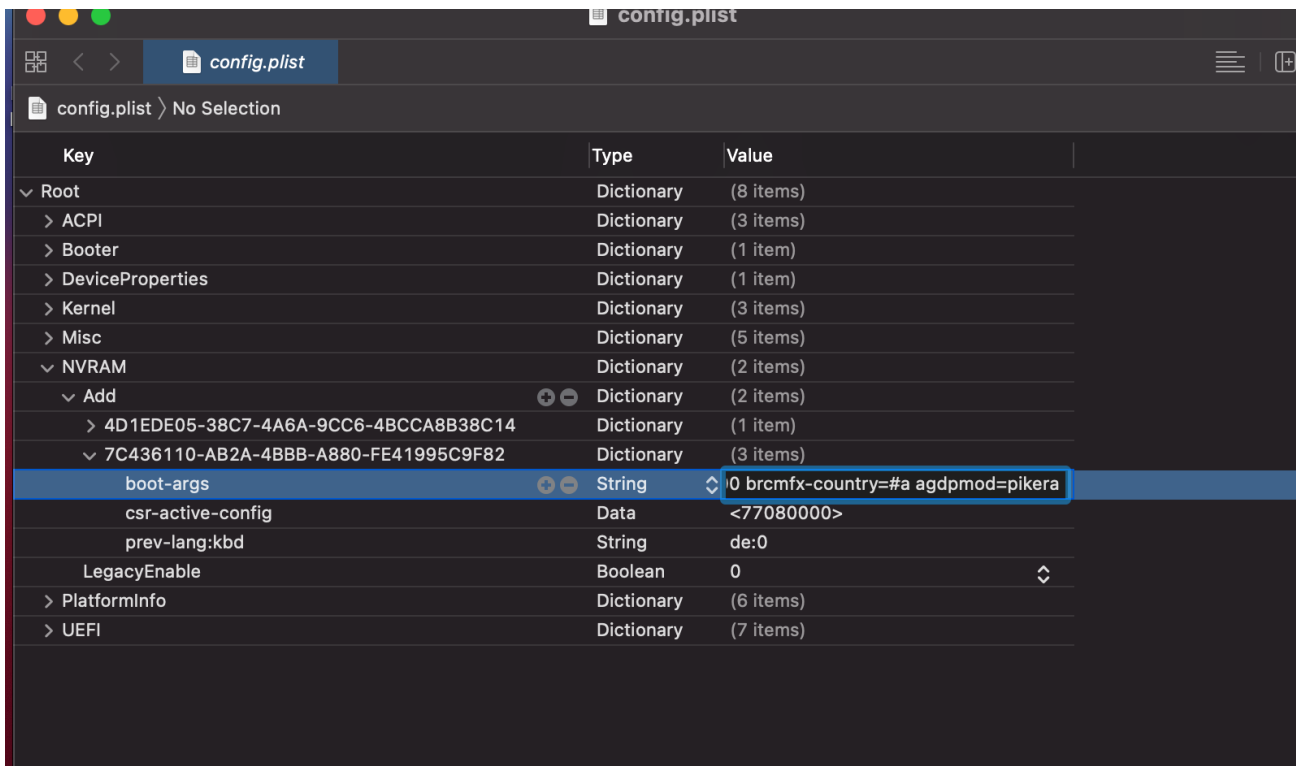 config.plist
config.plist
config.plist 〉 No Selection
Key Type Value
Root Dictionary (8 items)
ACPI Dictionary (3 items)
Booter Dictionary (1 item)
DeviceProperties Dictionary (1 item)
Kernel Dictionary (3 items)
Misc Dictionary (5 items)
NVRAM Dictionary (2 items)
Add Dictionary (2 items)
4D1EDE05-38C7-4A6A-9CC6-4BCCA8B38C14 Dictionary (1 item)
7C436110-AB2A-4BBB-A880-FE41995C9F82 Dictionary (3 items)
boot-args String brcmfx-country=#a agdpmod=pikera
csr-active-config Data <77080000>
prev-lang:kbd String de:0
LegacyEnable Boolean 0
PlatformInfo Dictionary (6 items)
UEFI Dictionary (7 items)